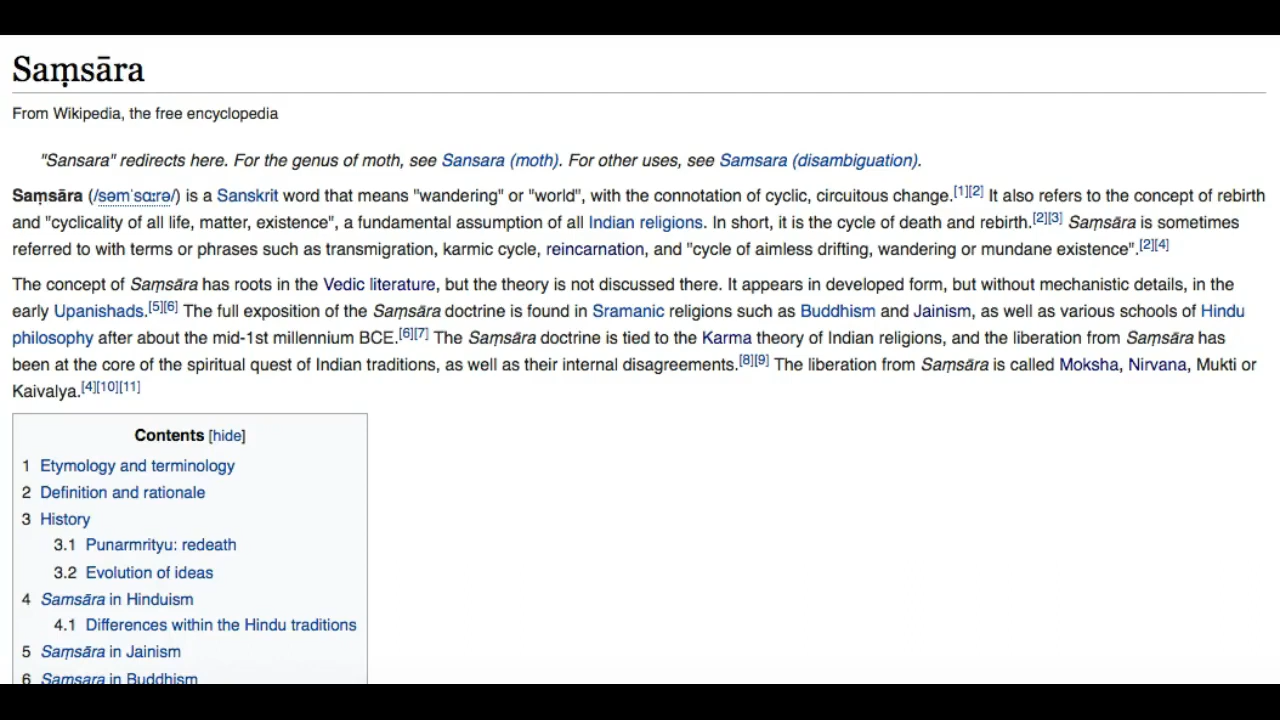 Saṃsāra
From Wikipedia, the free encyclopedia
"Sansara" redirects here. For the genus of moth, see Sansara (moth). For other uses, see Samsara (disambiguation).
Saṃsāra (/səmˈsɑːrə/) is a Sanskrit word that means "wandering" or "world", with the connotation of cyclic, circuitous change.[1][2] It also refers to the concept of rebirth
and "cyclicality of all life, matter, existence", a fundamental assumption of all Indian religions. In short, it is the cycle of death and rebirth.[2][3] Saṃsāra is sometimes
referred to with terms or phrases such as transmigration, karmic cycle, reincarnation, and "cycle of aimless drifting, wandering or mundane existence".[2][4]
The concept of Saṃsāra has roots in the Vedic literature, but the theory is not discussed there. It appears in developed form, but without mechanistic details, in the
early Upanishads.[5][6] The full exposition of the Saṃsāra doctrine is found in Sramanic religions such as Buddhism and Jainism, as well as various schools of Hindu
philosophy after about the mid-1st millennium BCE.[6][7] The Saṃsāra doctrine is tied to the Karma theory of Indian religions, and the liberation from Saṃsāra has
been at the core of the spiritual quest of Indian traditions, as well as their internal disagreements.[8][9] The liberation from Saṃsāra is called Moksha, Nirvana, Mukti or
Kaivalya.[4][10][11]
Contents [hide]
1 Etymology and terminology
2 Definition and rationale
3 History
3.1 Punarmrityu: redeath
3.2 Evolution of ideas
4 Saṃsāra in Hinduism
4.1 Differences within the Hindu traditions
5 Saṃsāra in Jainism
6 Samsara in Buddhism